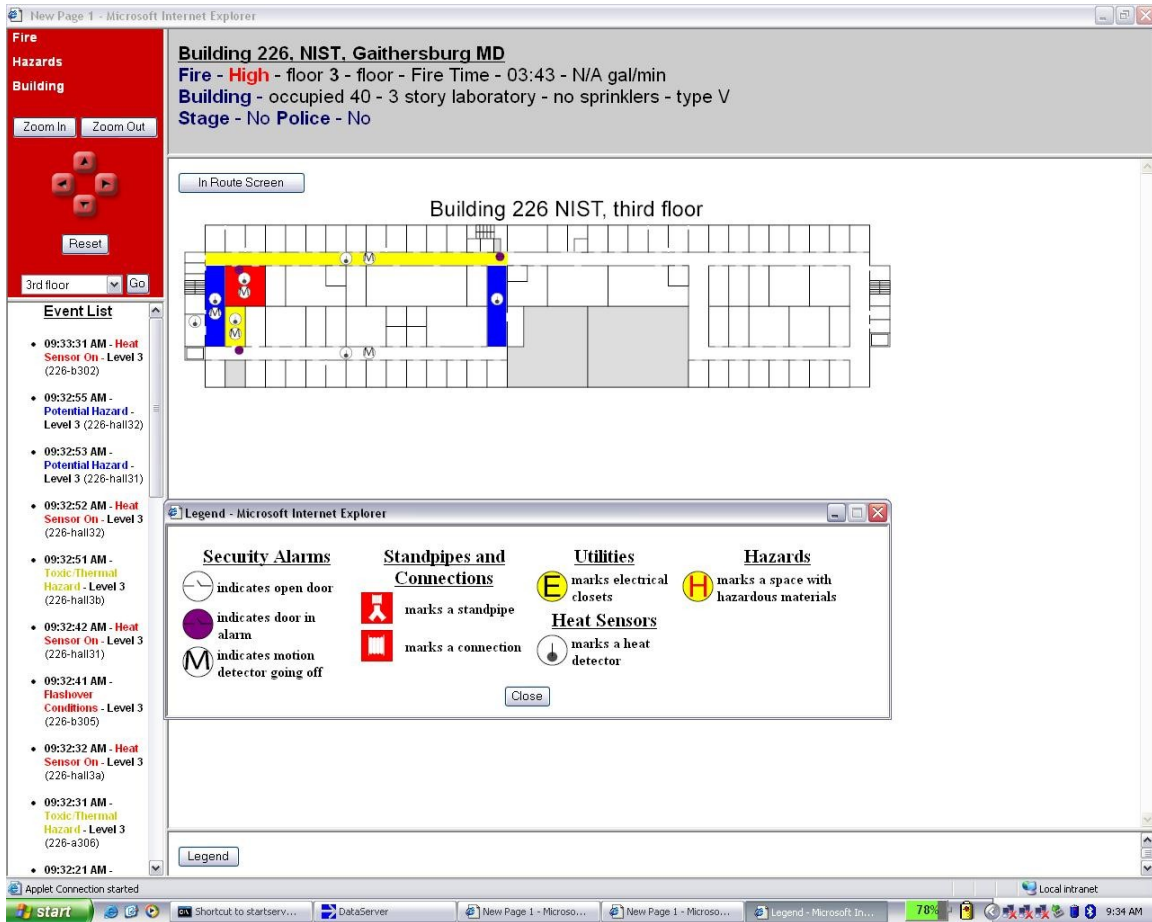 New Page 1 - Microsoft Internet Explorer
Fire
Hazards
Building
Zoom In Zoom Out
Reset
3rd floor Go
Building 226, NIST, Gaithersburg MD
Fire - High - floor 3 - floor - Fire Time - 03:43 - N/A gal/min
Building - occupied 40 - 3 story laboratory - no sprinklers - type V
Stage - No Police - No
In Route Screen
Building 226 NIST, third floor
M
M
M
M
M
Event List
09:33:31 AM - Heat
Sensor On - Level 3
(226-b302)
09:32:55 AM -
Potential Hazard -
Level 3 (226-hall32)
09:32:53 AM -
Potential Hazard -
Level 3 (226-hall31)
09:32:52 AM - Heat
Sensor On - Level 3
(226-hall32)
09:32:51 AM -
Toxic/Thermal
Hazard - Level 3
(226-hall3b)
09:32:42 AM - Heat
Sensor On - Level 3
(226-hall31)
09:32:41 AM -
Flashover
Conditions - Level 3
(226-b305)
09:32:32 AM - Heat
Sensor On - Level 3
(226-hall3a)
09:32:31 AM -
Toxic/Thermal
Hazard - Level 3
(226-a306)
09:32:21 AM -
Legend - Microsoft Internet Explorer
Security Alarms
indicates open door
indicates door in
alarm
M indicates motion
detector going off
Standpipes and
Connections
marks a standpipe
marks a connection
Utilities
E marks electrical
closets
Heat Sensors
marks a heat
detector
Hazards
H marks a space with
hazardous materials
Close
Legend
Applet Connection started
Local intranet
start
Shortcut to startserv...
DataServer
New Page 1 - Microso...
New Page 1 - Microso...
Legend - Microsoft In...
78%
9:34 AM